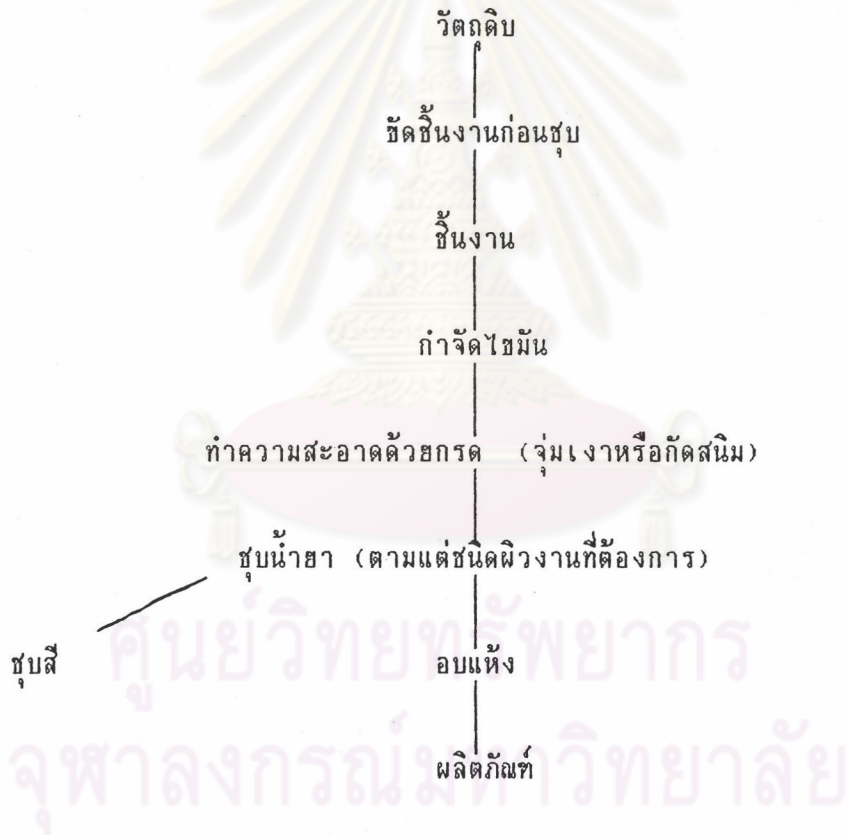 วัตถุดิบ
ขัดชิ้นงานก่อนชุบ
ชิ้นงาน
กำจัดไขมัน
ทำความสะอาดด้วยกรด (จุ่มเงาหรือกัดสนิม)
ชุบน้ำยา (ตามแต่ชนิดผิวงานที่ต้องการ)
ชุบสี อบแห้ง
ผลิตภัณฑ์
ศูนย์วิทยทรัพยากร
จุฬาลงกรณ์มหาวิทยาลัย